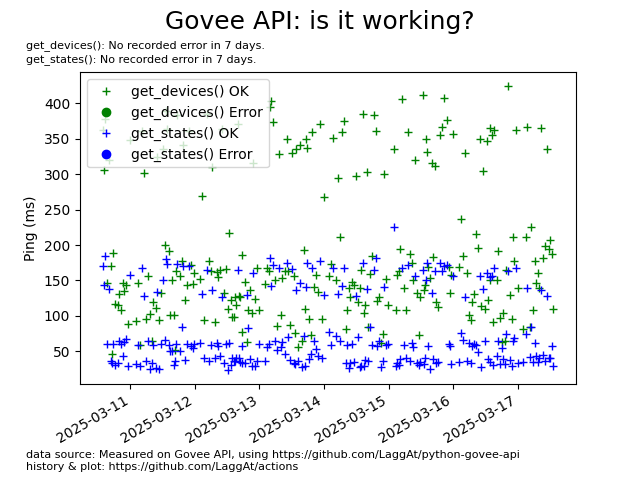 Govee API: is it working?
get_devices(): No recorded error in 7 days.
get_states(): No recorded error in 7 days.
get_devices() OK
get_devices() Error
get_states() OK
get_states() Error
Ping (ms)
400
350
300
250
200
150
100
50
2025-03-11
2025-03-12
2025-03-13
2025-03-14
2025-03-15
2025-03-16
2025-03-17
data source: Measured on Govee API, using https://github.com/LaggAt/python-govee-api
history & plot: https://github.com/LaggAt/actions